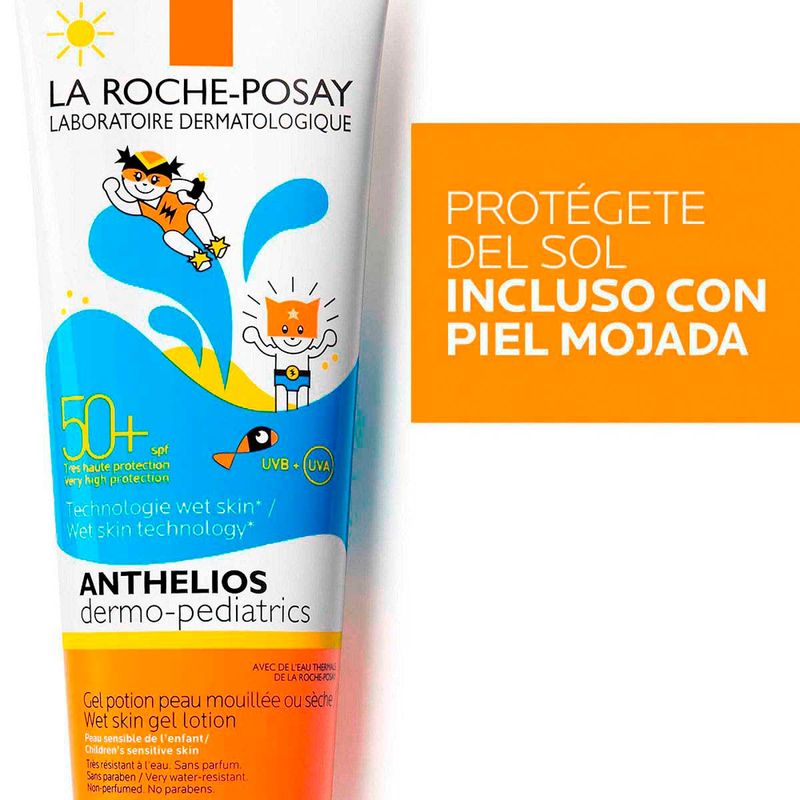 LA ROCHE-POSAY
LABORATOIRE DERMATOLOGIQUE
50+
spf
Très haute protection
Very high protection
UVB + UVA
Technologie wet skin* /
Wet skin technology*
ANTHELIOS
dermo-pediatrics
AVEC DE L'EAU THERMALE
DE LA ROCHE-POSAY
Gel potion peau mouillée ou sèche
Wet skin gel lotion
Peau sensible de l'enfant/
Children's sensitive skin
Très résistant à l'eau. Sans parfum.
Sans paraben / Very water-resistant.
Non-perfumed. No parabens.
PROTÉGETE
DEL SOL
INCLUSO CON
PIEL MOJADA